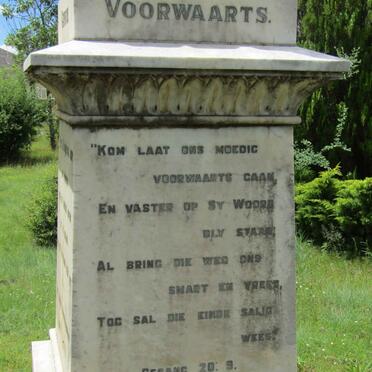 VOORWAARTS.
"KOM LAAT ONS MOEDIG
VOORWAARTS GAAN,
EN VASTER OP SY WOORD
BLY STAAN,
AL BRING DIE WEG ONS
SMART EN VREES,
TOG SAL DIE EINDE SALIG
WEES."
GESANG 20: 9.